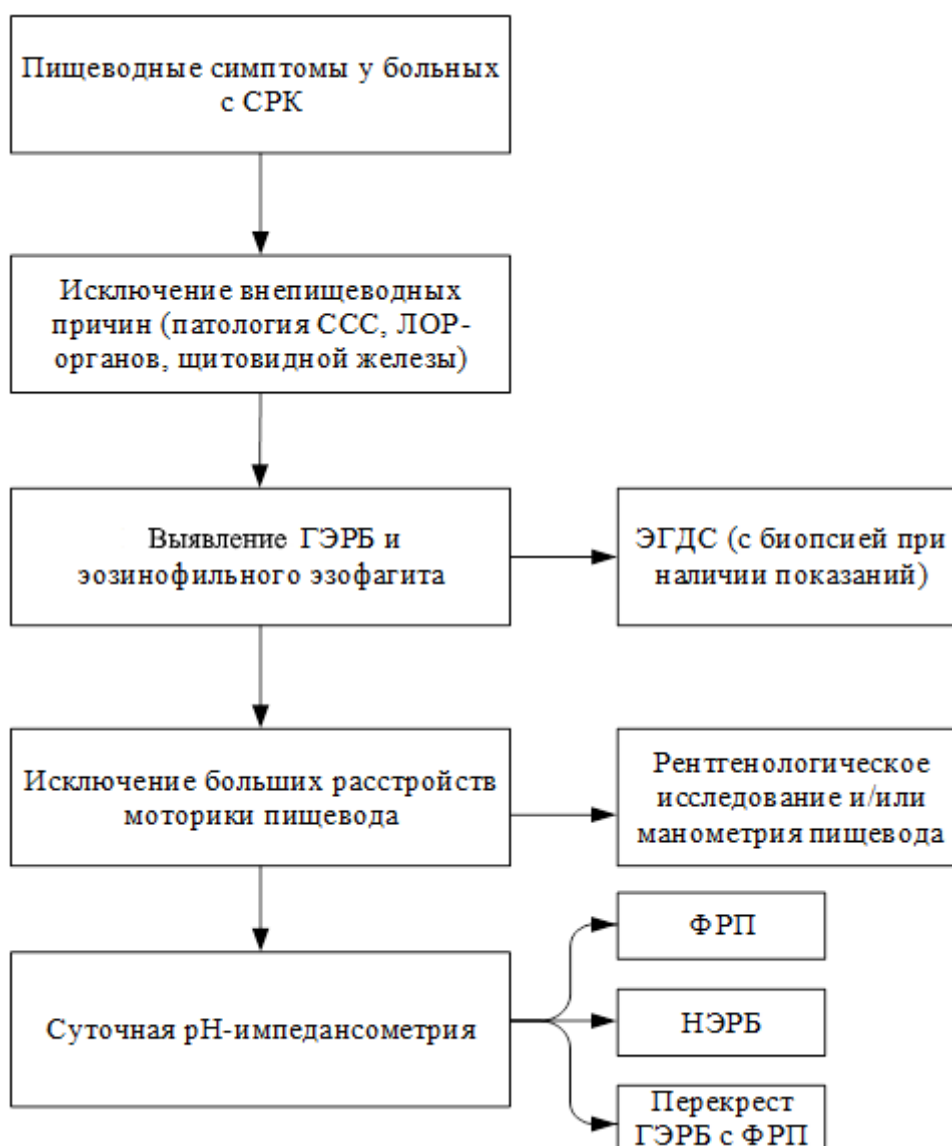 Пищеводные симптомы у больных
с СРК
Исключение внепищеводных
причин (патология ССС, ЛОР-
органов, щитовидной железы)
Выявление ГЭРБ и
эозинофильного эзофагита
ЭГДС (с биопсией при
наличии показаний)
Исключение больших расстройств
моторики пищевода
Рентгенологическое
исследование и/или
манометрия пищевода
Суточная рН-импедансометрия
ФРП
НЭРБ
Перекрест
ГЭРБ с ФРП